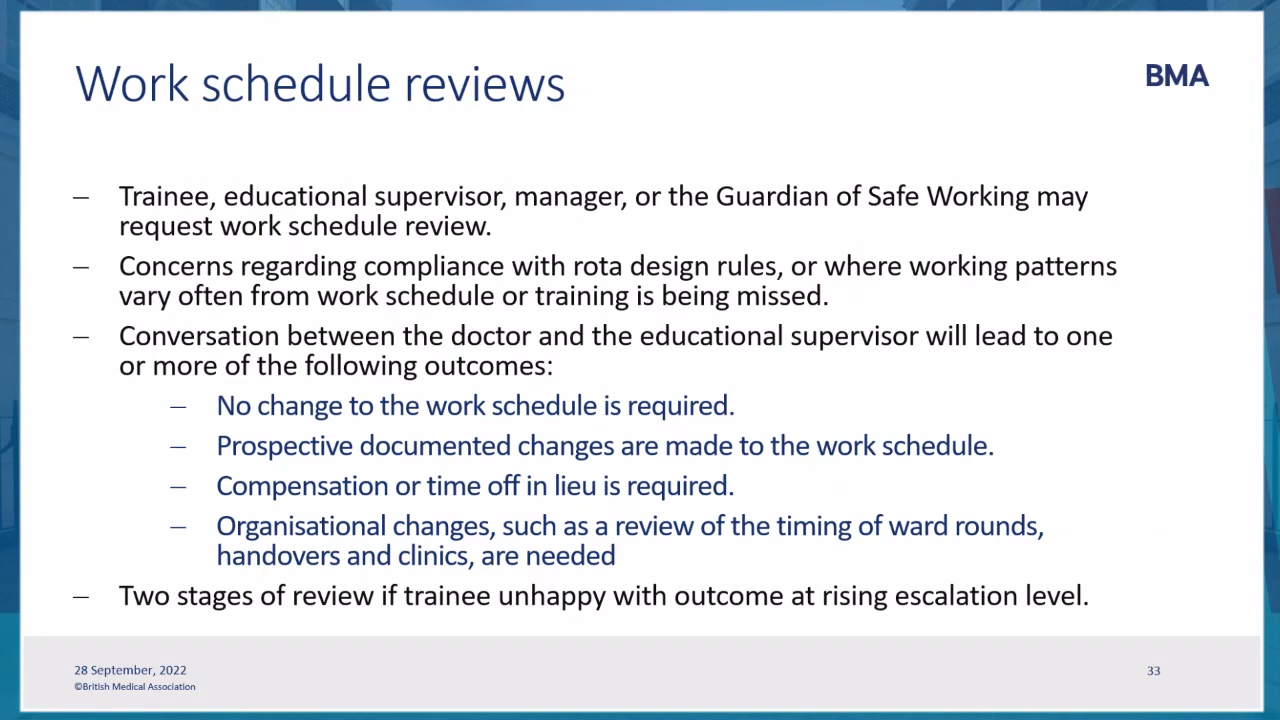 Work schedule reviews
BMA
– Trainee, educational supervisor, manager, or the Guardian of Safe Working may
request work schedule review.
– Concerns regarding compliance with rota design rules, or where working patterns
vary often from work schedule or training is being missed.
– Conversation between the doctor and the educational supervisor will lead to one
or more of the following outcomes:
– No change to the work schedule is required.
– Prospective documented changes are made to the work schedule.
– Compensation or time off in lieu is required.
– Organisational changes, such as a review of the timing of ward rounds,
handovers and clinics, are needed
– Two stages of review if trainee unhappy with outcome at rising escalation level.
28 September, 2022
©British Medical Association
33